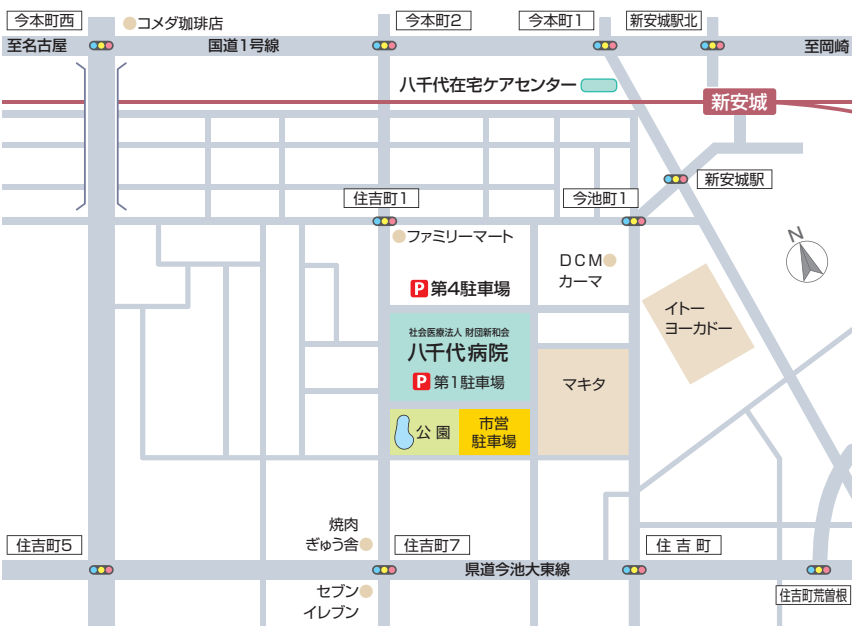 今本町西
コメダ珈琲店
今本町2
今本町1
新安城駅北
至名古屋
国道1号線
至岡崎
八千代在宅ケアセンター
新安城
新安城駅
住吉町1
今池町1
ファミリーマート
N
DCM
カーマ
P 第4駐車場
イトー
ヨーカドー
社会医療法人 財団新和会
八千代病院
P 第1駐車場
マキタ
公園
市営
駐車場
焼肉
ぎゅう舎
住吉町5
住吉町7
住吉町
県道今池大東線
セブン
イレブン
住吉町荒曽根